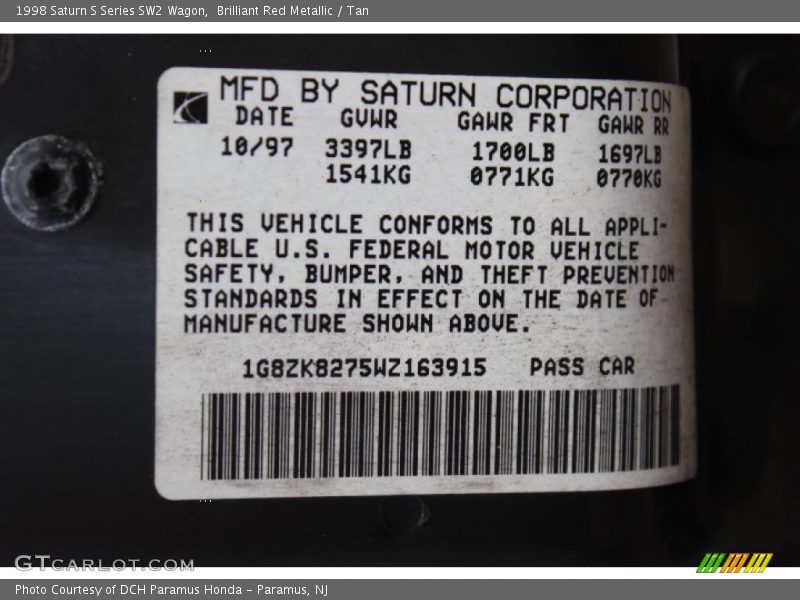 1998 Saturn S Series SW2 Wagon, Brilliant Red Metallic / Tan
MFD BY SATURN CORPORATION
DATE GVWR GAWR FRT GAWR RR
10/97 3397LB 1700LB 1697LB
1541KG 0771KG 0770KG
THIS VEHICLE CONFORMS TO ALL APPLI-
CABLE U.S. FEDERAL MOTOR VEHICLE
SAFETY, BUMPER, AND THEFT PREVENTION
STANDARDS IN EFFECT ON THE DATE OF
MANUFACTURE SHOWN ABOVE.
1G8ZK8275WZ163915 PASS CAR
GTCARLOT.COM
Photo Courtesy of DCH Paramus Honda - Paramus, NJ